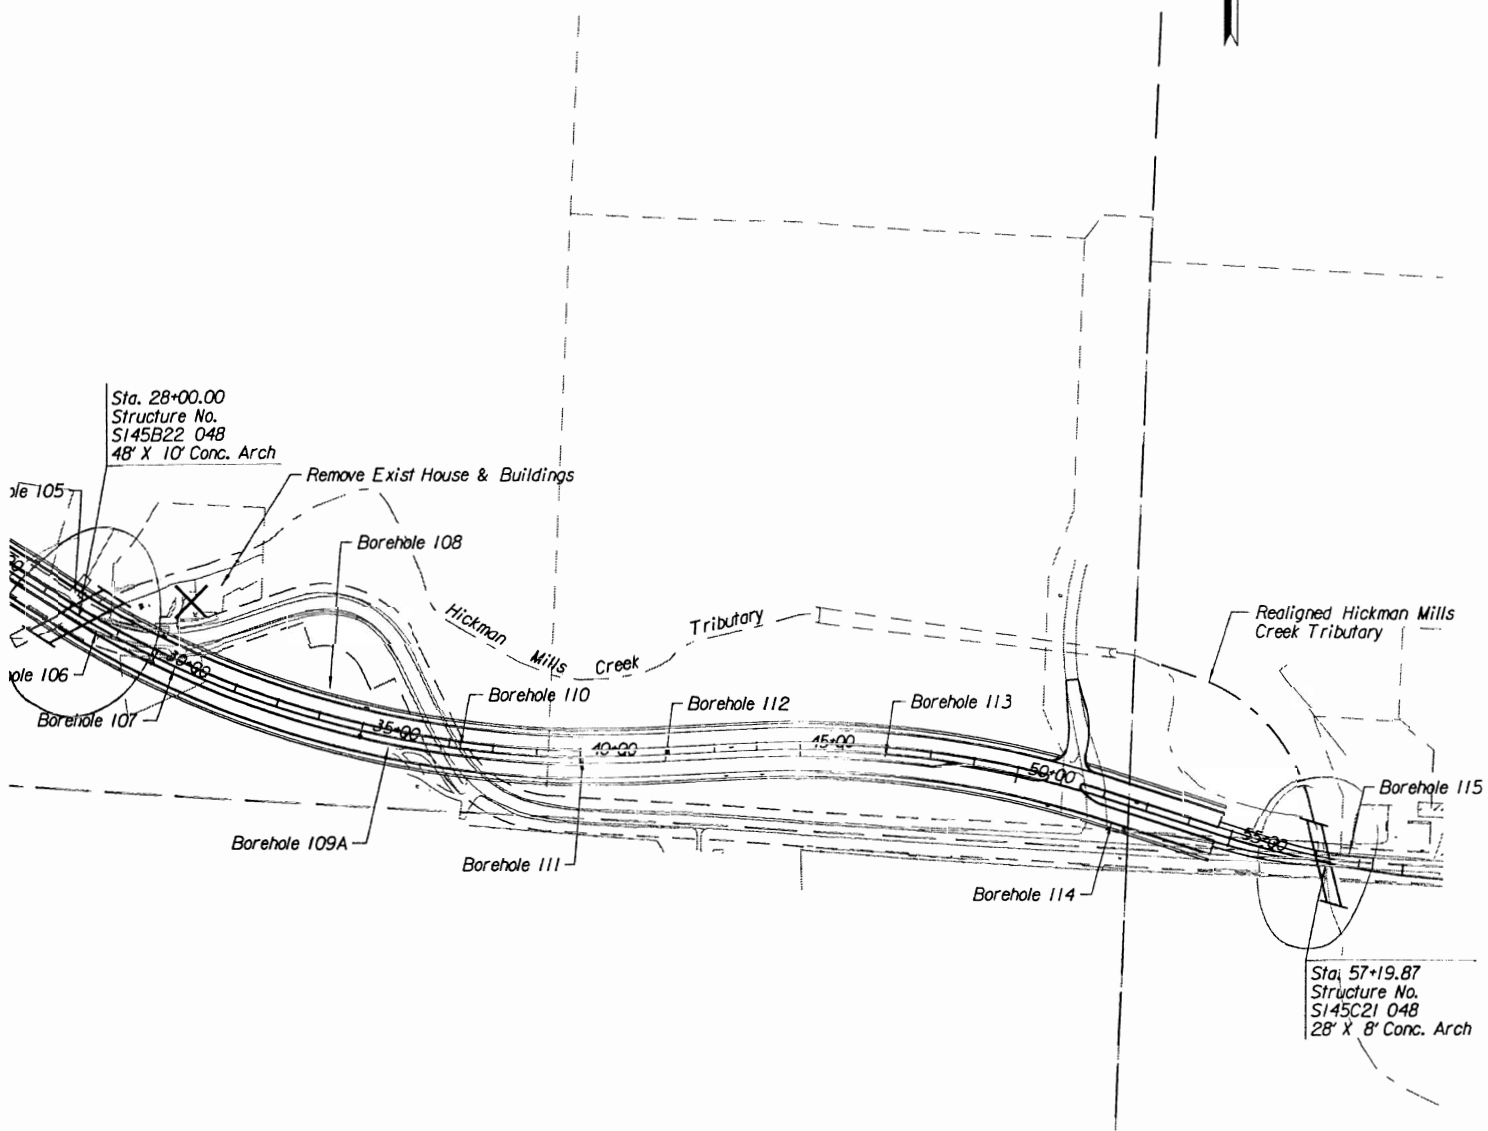 Sta. 28+00.00
Structure No.
S145B22 048
48' X 10' Conc. Arch
Remove Exist House & Buildings
ole 105
Borehole 108
Hickman Mills Creek Tributary
Realigned Hickman Mills
Creek Tributary
ole 106
30+00
Borehole 107
Borehole 110
Borehole 112
Borehole 113
35+00
40+00
45+00
50+00
55+00
Borehole 115
Borehole 109A
Borehole 111
Borehole 114
Sta. 57+19.87
Structure No.
S145C21 048
28' X 8' Conc. Arch